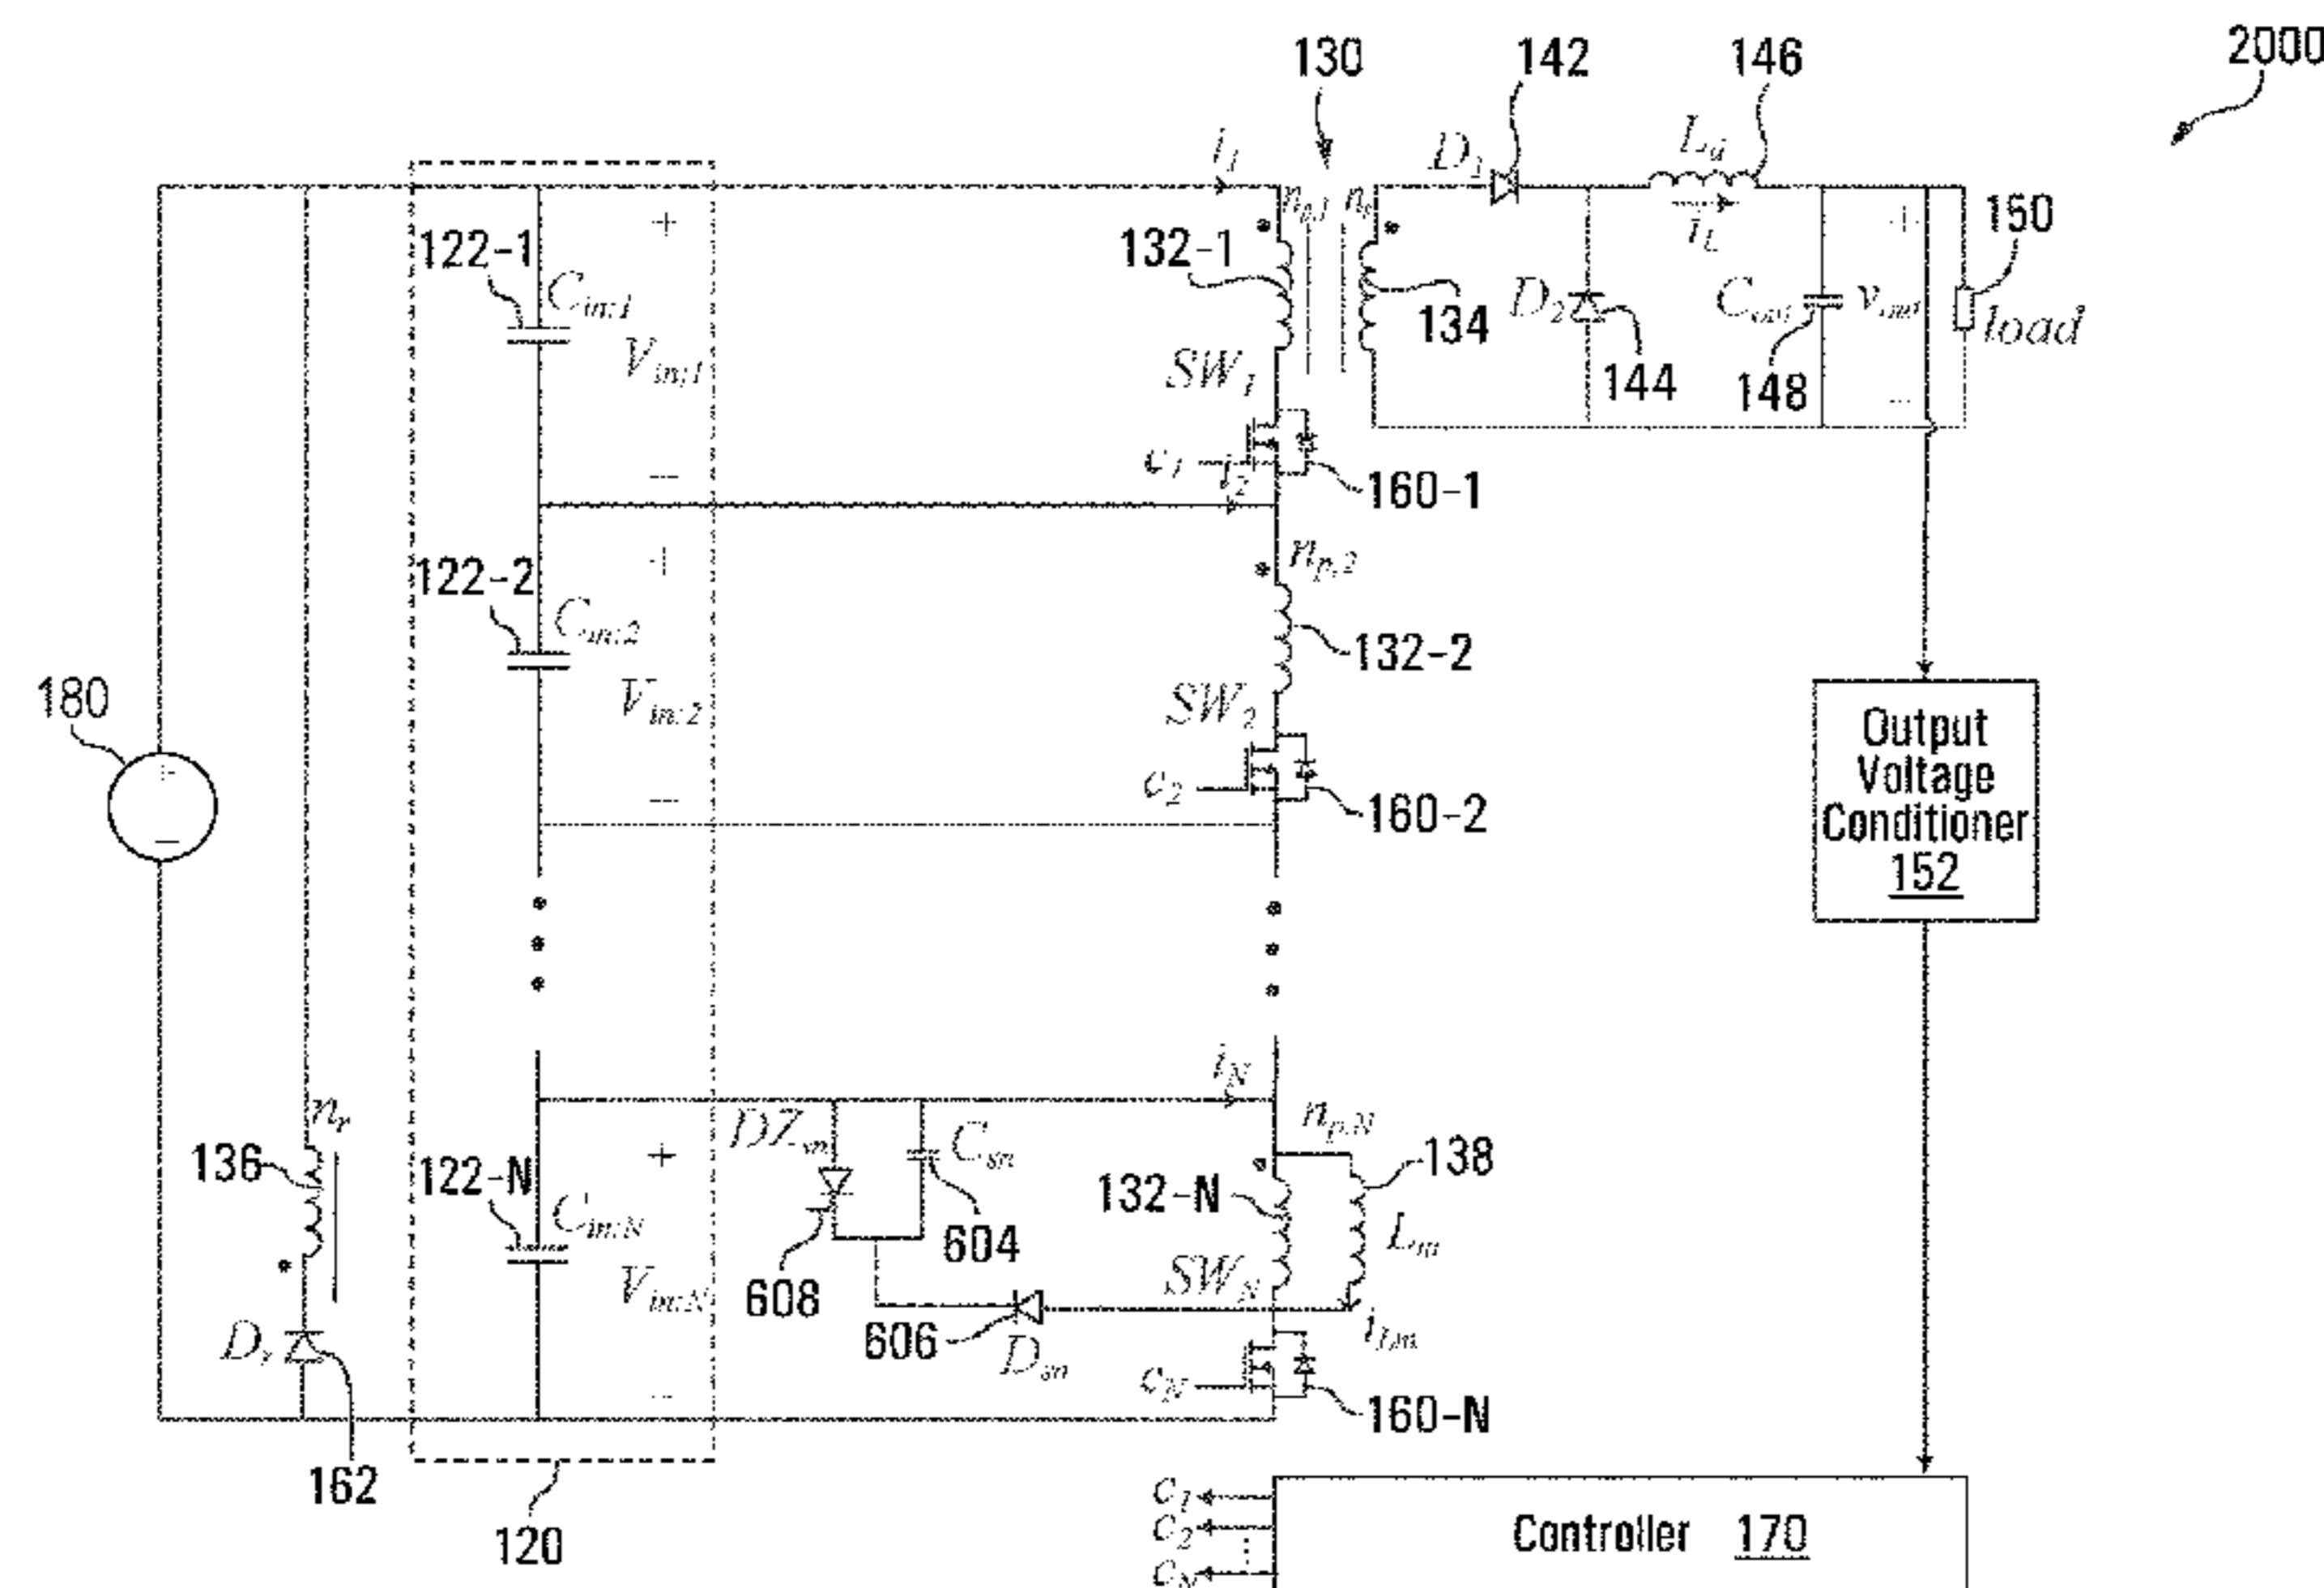 2000
130
142
146
i1
D1
Ld
np,1
ns
iL
150
122-1
Cin:1
Vin:1
132-1
134
D2
144
Cout
148
vout
load
SW1
c1
i2
160-1
122-2
Cin:2
Vin:2
np,2
132-2
SW2
c2
160-2
180
Output
Voltage
Conditioner
152
iN
nr
136
122-N
Cin:N
Vin:N
DZsn
Csn
604
608
606
Dsn
np,N
138
132-N
Lm
SWN
iLm
cN
160-N
Dr
162
120
c1
c2
cN
Controller 170